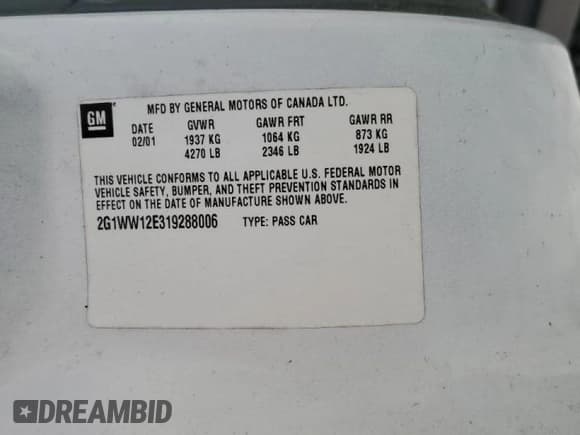 GM
MFD BY GENERAL MOTORS OF CANADA LTD.
DATE GVWR GAWR FRT GAWR RR
02/01 1937 KG 1064 KG 873 KG
4270 LB 2346 LB 1924 LB
THIS VEHICLE CONFORMS TO ALL APPLICABLE U.S. FEDERAL MOTOR
VEHICLE SAFETY, BUMPER, AND THEFT PREVENTION STANDARDS IN
EFFECT ON THE DATE OF MANUFACTURE SHOWN ABOVE.
2G1WW12E319288006 TYPE: PASS CAR
DREAMBID